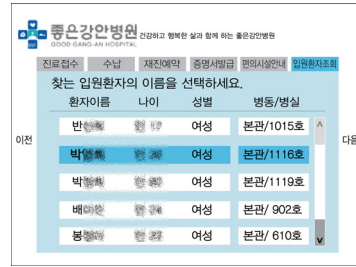 좋은강안병원 건강하고 행복한 삶과 함께 하는 좋은강안병원
GOOD GANG-AN HOSPITAL
진료접수 수납 재진예약 증명서발급 편의시설안내 입원환자조회
찾는 입원환자의 이름을 선택하세요.
환자이름 나이 성별 병동/병실
반 여성 본관/1015호
이전 다음
박 여성 본관/1116호
박 여성 본관/1119호
배 여성 본관/ 902호
봉 여성 본관/ 610호